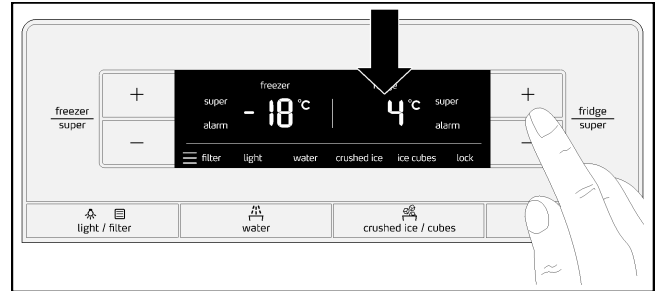 freezer
super
+
−
freezer
super
-18 °C
alarm
4 °C
super
alarm
filter light water crushed ice ice cubes lock
+
−
fridge
super
light / filter
water
crushed ice / cubes